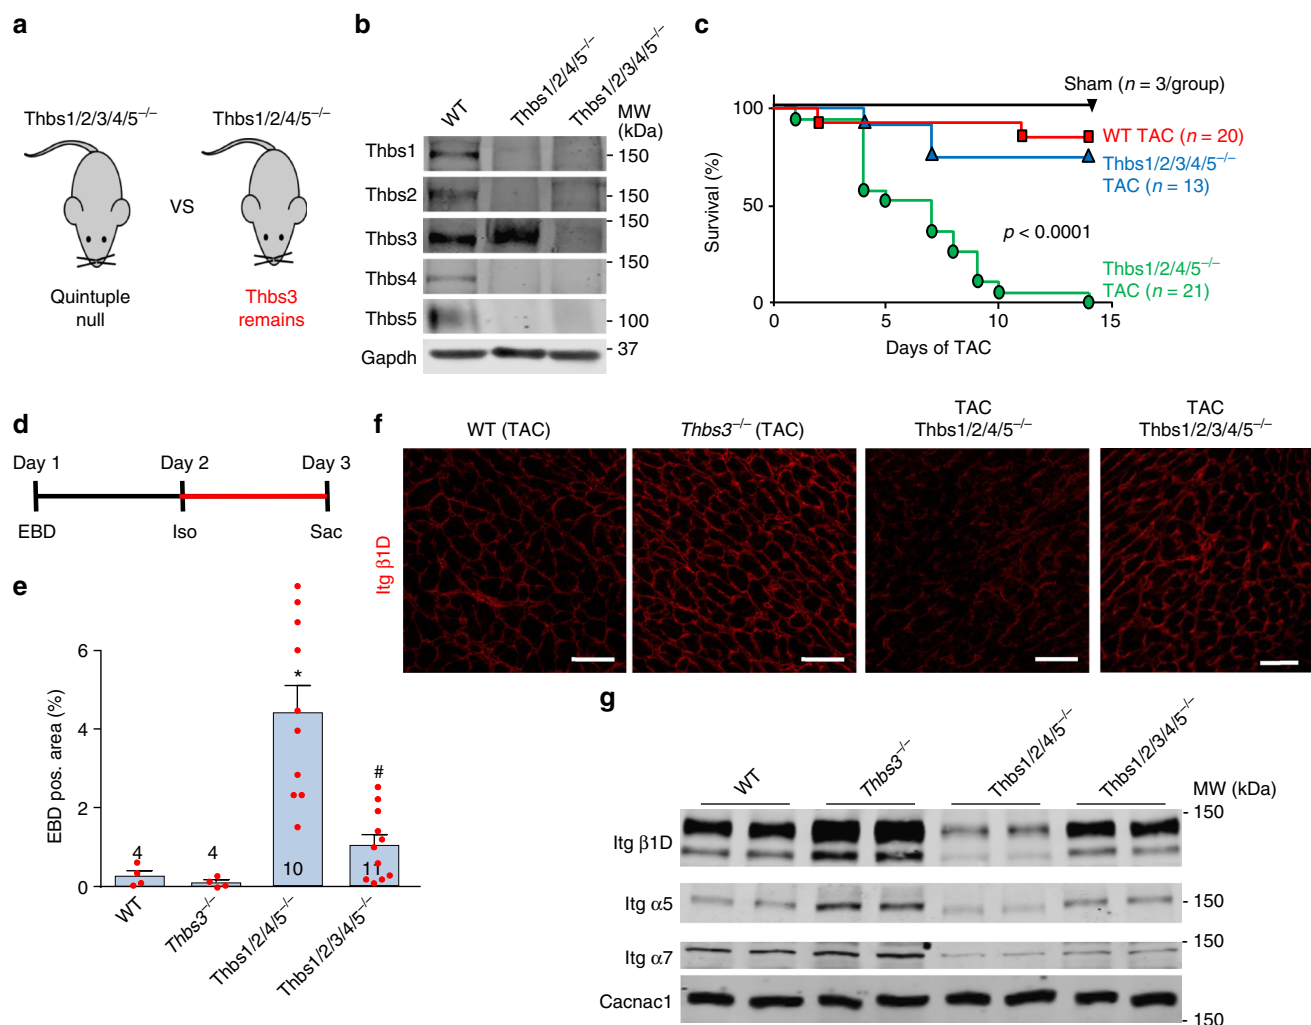 a
Thbs1/2/3/4/5–/–
Thbs1/2/4/5–/–
VS
Quintuple
null
Thbs3
remains
b
WT
Thbs1/2/4/5–/–
Thbs1/2/3/4/5–/–
MW
(kDa)
Thbs1
- 150
Thbs2
- 150
Thbs3
- 150
Thbs4
Thbs5
- 100
Gapdh
- 37
c
Survival (%)
100
50
0
0
5
10
15
Days of TAC
Sham (n = 3/group)
WT TAC (n = 20)
Thbs1/2/3/4/5–/–
TAC (n = 13)
p < 0.0001
Thbs1/2/4/5–/–
TAC (n = 21)
d
Day 1
Day 2
Day 3
EBD
Iso
Sac
e
EBD pos. area (%)
6
4
2
0
4
4
*
10
#
11
WT
Thbs3–/–
Thbs1/2/4/5–/–
Thbs1/2/3/4/5–/–
f
Itg β1D
WT (TAC)
Thbs3–/– (TAC)
TAC
Thbs1/2/4/5–/–
TAC
Thbs1/2/3/4/5–/–
g
WT
Thbs3–/–
Thbs1/2/4/5–/–
Thbs1/2/3/4/5–/–
MW (kDa)
- 150
Itg β1D
Itg α5
- 150
- 150
Itg α7
Cacnac1
- 150